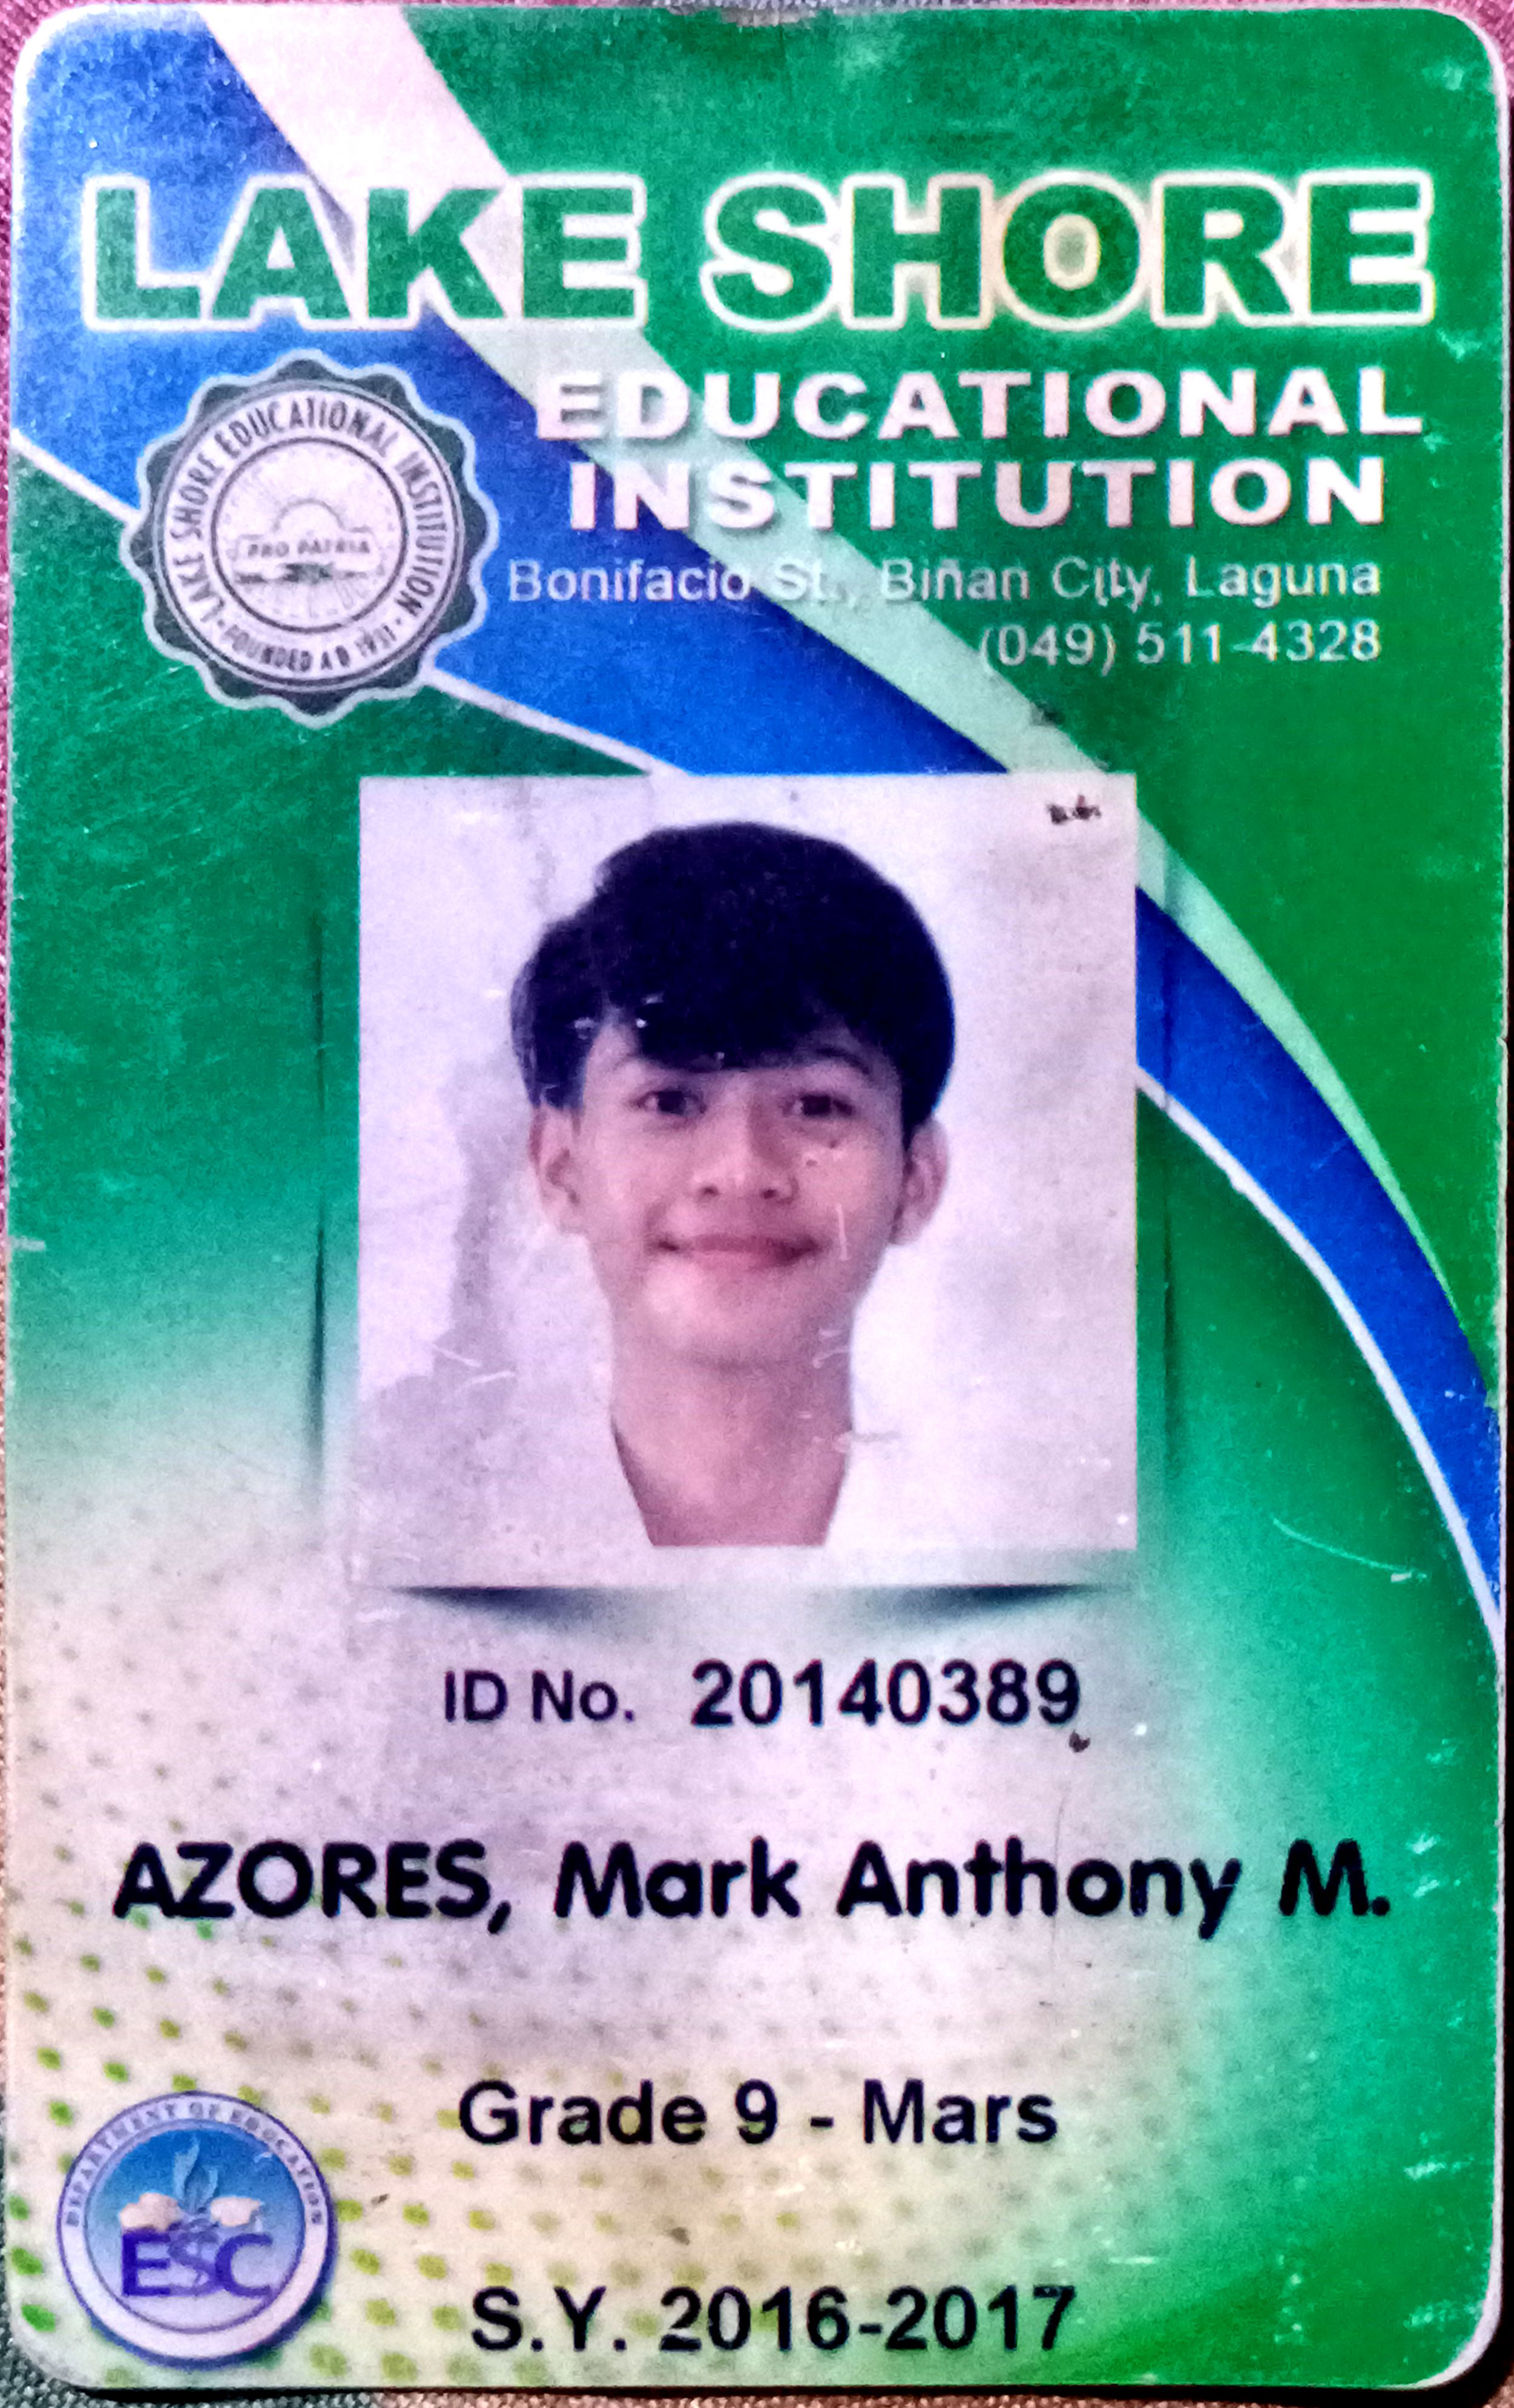 LAKE SHORE
EDUCATIONAL
INSTITUTION
Bonifacio St., Biñan City, Laguna
(049) 511-4328
LAKE SHORE EDUCATIONAL INSTITUTION
PRO PATRIA
FOUNDED A D 1931
ID No. 20140389
AZORES, Mark Anthony M.
Grade 9 - Mars
DEPARTMENT OF EDUCATION
ESC
S.Y. 2016-2017